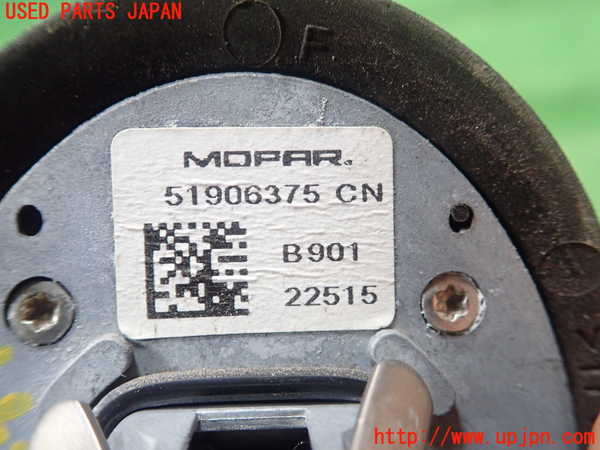 USED PARTS JAPAN
F
MOPAR.
51906375 CN
B901
22515
http://www.upjpn.com/